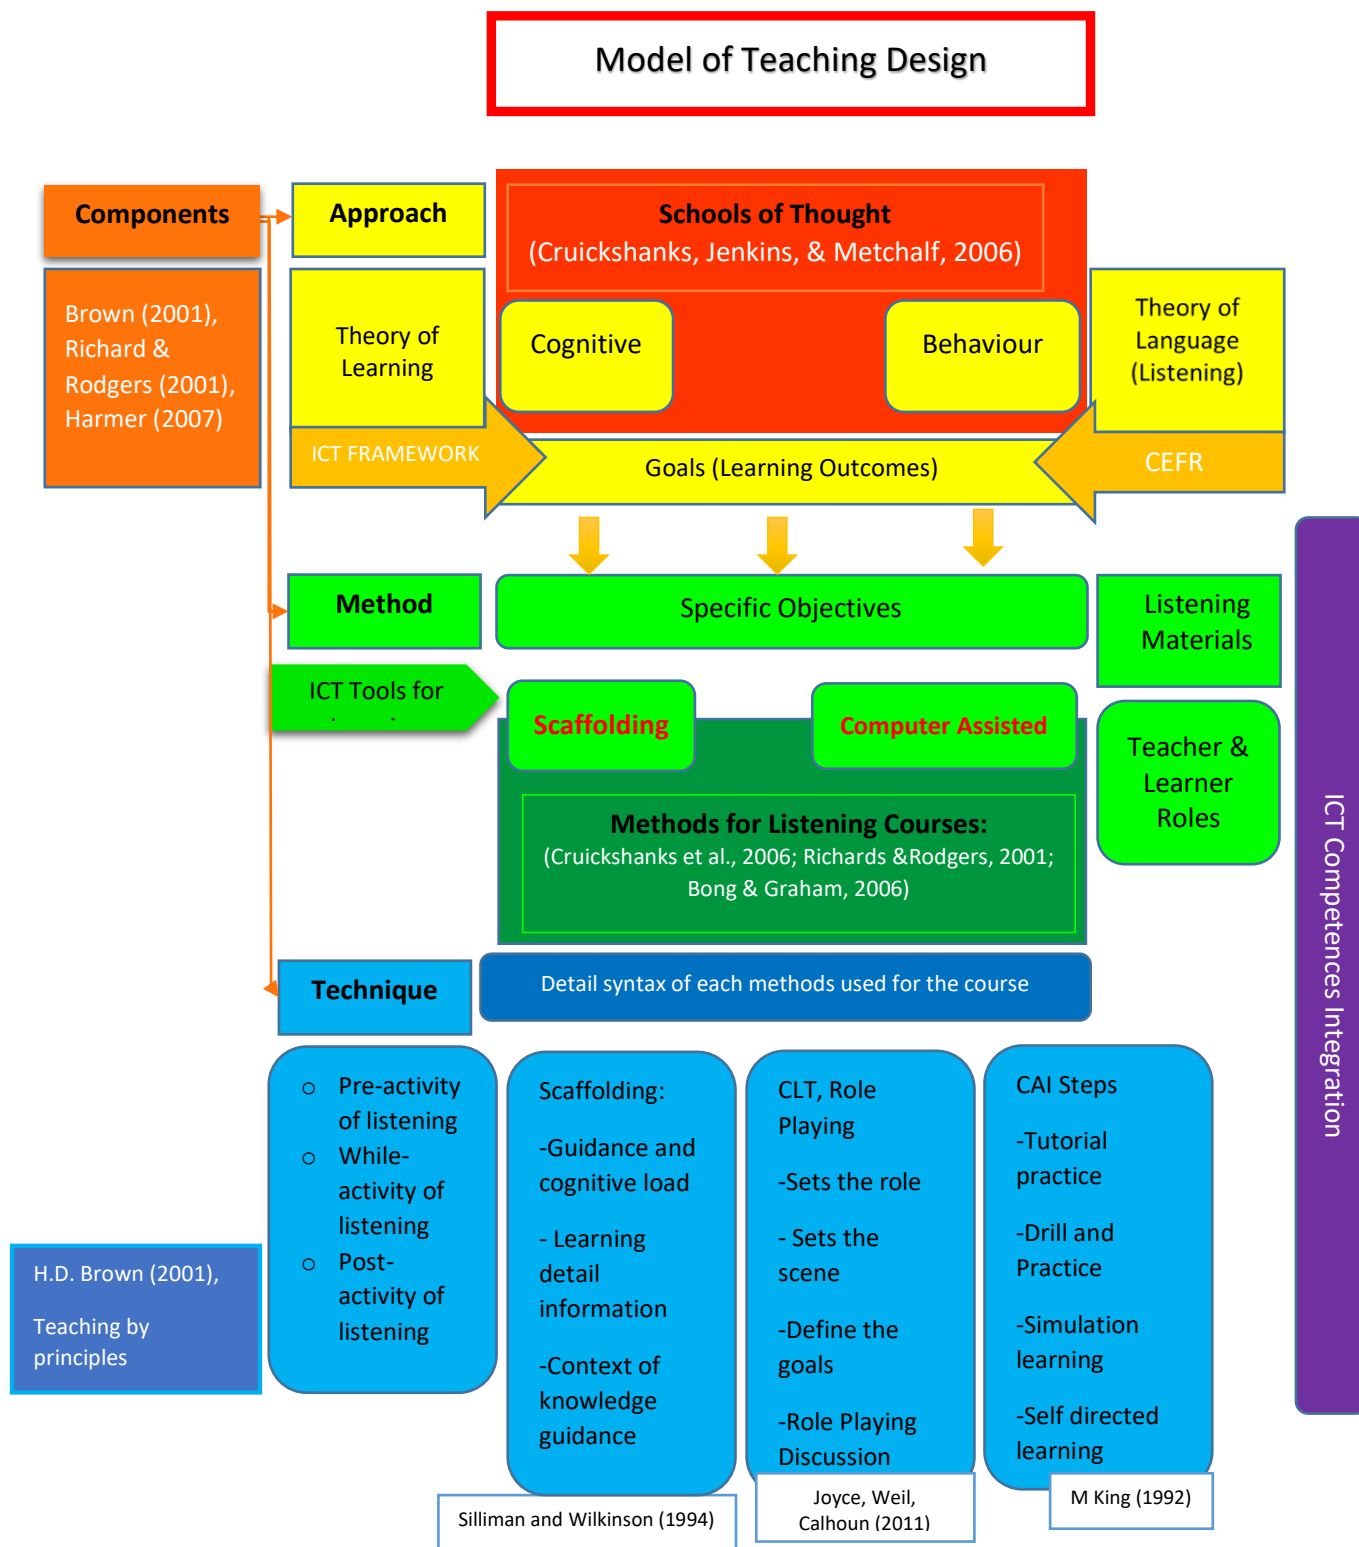 Model of Teaching Design
Components
Approach
Schools of Thought
(Cruickshanks, Jenkins, & Metchalf, 2006)
Brown (2001),
Richard &
Rodgers (2001),
Harmer (2007)
Theory of
Learning
Cognitive
Behaviour
Theory of
Language
(Listening)
ICT FRAMEWORK
Goals (Learning Outcomes)
CEFR
Method
Specific Objectives
Listening
Materials
ICT Tools for
Scaffolding
Computer Assisted
Teacher &
Learner
Roles
Methods for Listening Courses:
(Cruickshanks et al., 2006; Richards &Rodgers, 2001;
Bong & Graham, 2006)
ICT Competences Integration
Technique
Detail syntax of each methods used for the course
o Pre-activity
of listening
o While-
activity of
listening
o Post-
activity of
listening
Scaffolding:
-Guidance and
cognitive load
- Learning
detail
information
-Context of
knowledge
guidance
CLT, Role
Playing
-Sets the role
- Sets the
scene
-Define the
goals
-Role Playing
Discussion
CAI Steps
-Tutorial
practice
-Drill and
Practice
-Simulation
learning
-Self directed
learning
H.D. Brown (2001),
Teaching by
principles
Silliman and Wilkinson (1994)
Joyce, Weil,
Calhoun (2011)
M King (1992)